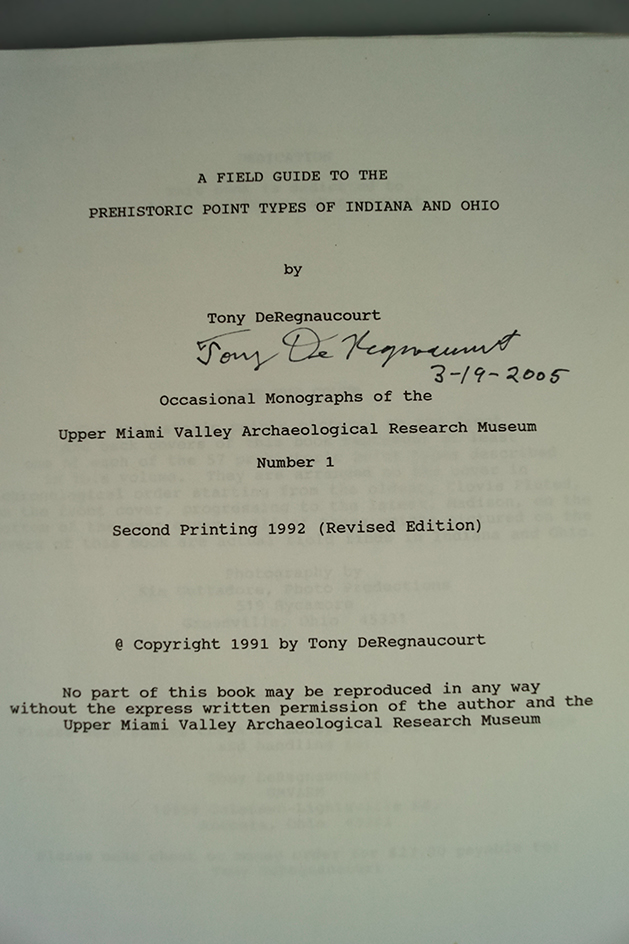 A FIELD GUIDE TO THE
PREHISTORIC POINT TYPES OF INDIANA AND OHIO
by
Tony DeRegnaucourt
Tony DeRegnaucourt
3-19-2005
Occasional Monographs of the
Upper Miami Valley Archaeological Research Museum
Number 1
Second Printing 1992 (Revised Edition)
@ Copyright 1991 by Tony DeRegnaucourt
No part of this book may be reproduced in any way
without the express written permission of the author and the
Upper Miami Valley Archaeological Research Museum